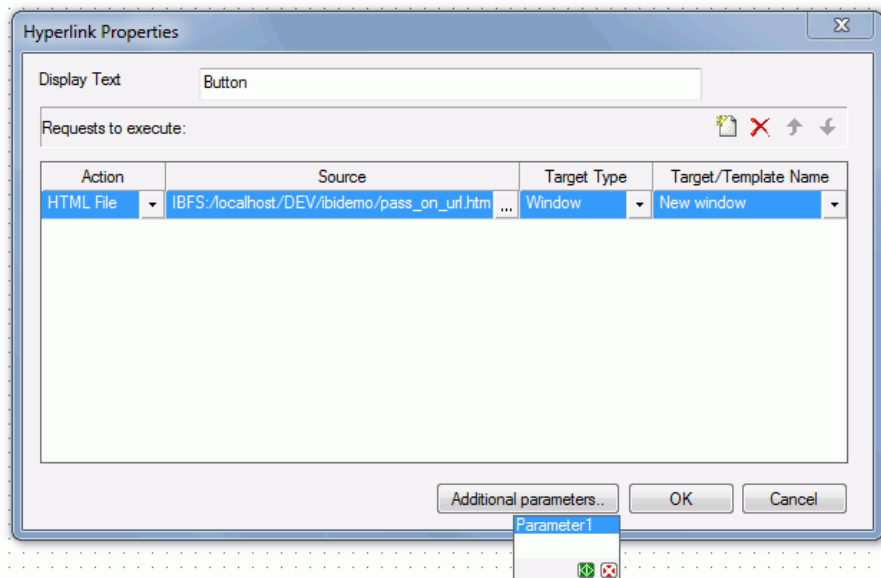 Hyperlink Properties
Display Text
Button
Requests to execute:
Action Source Target Type Target/Template Name
HTML File IBFS:/localhost/DEV/ibidemo/pass_on_url.htm ... Window New window
Additional parameters.. OK Cancel
Parameter1